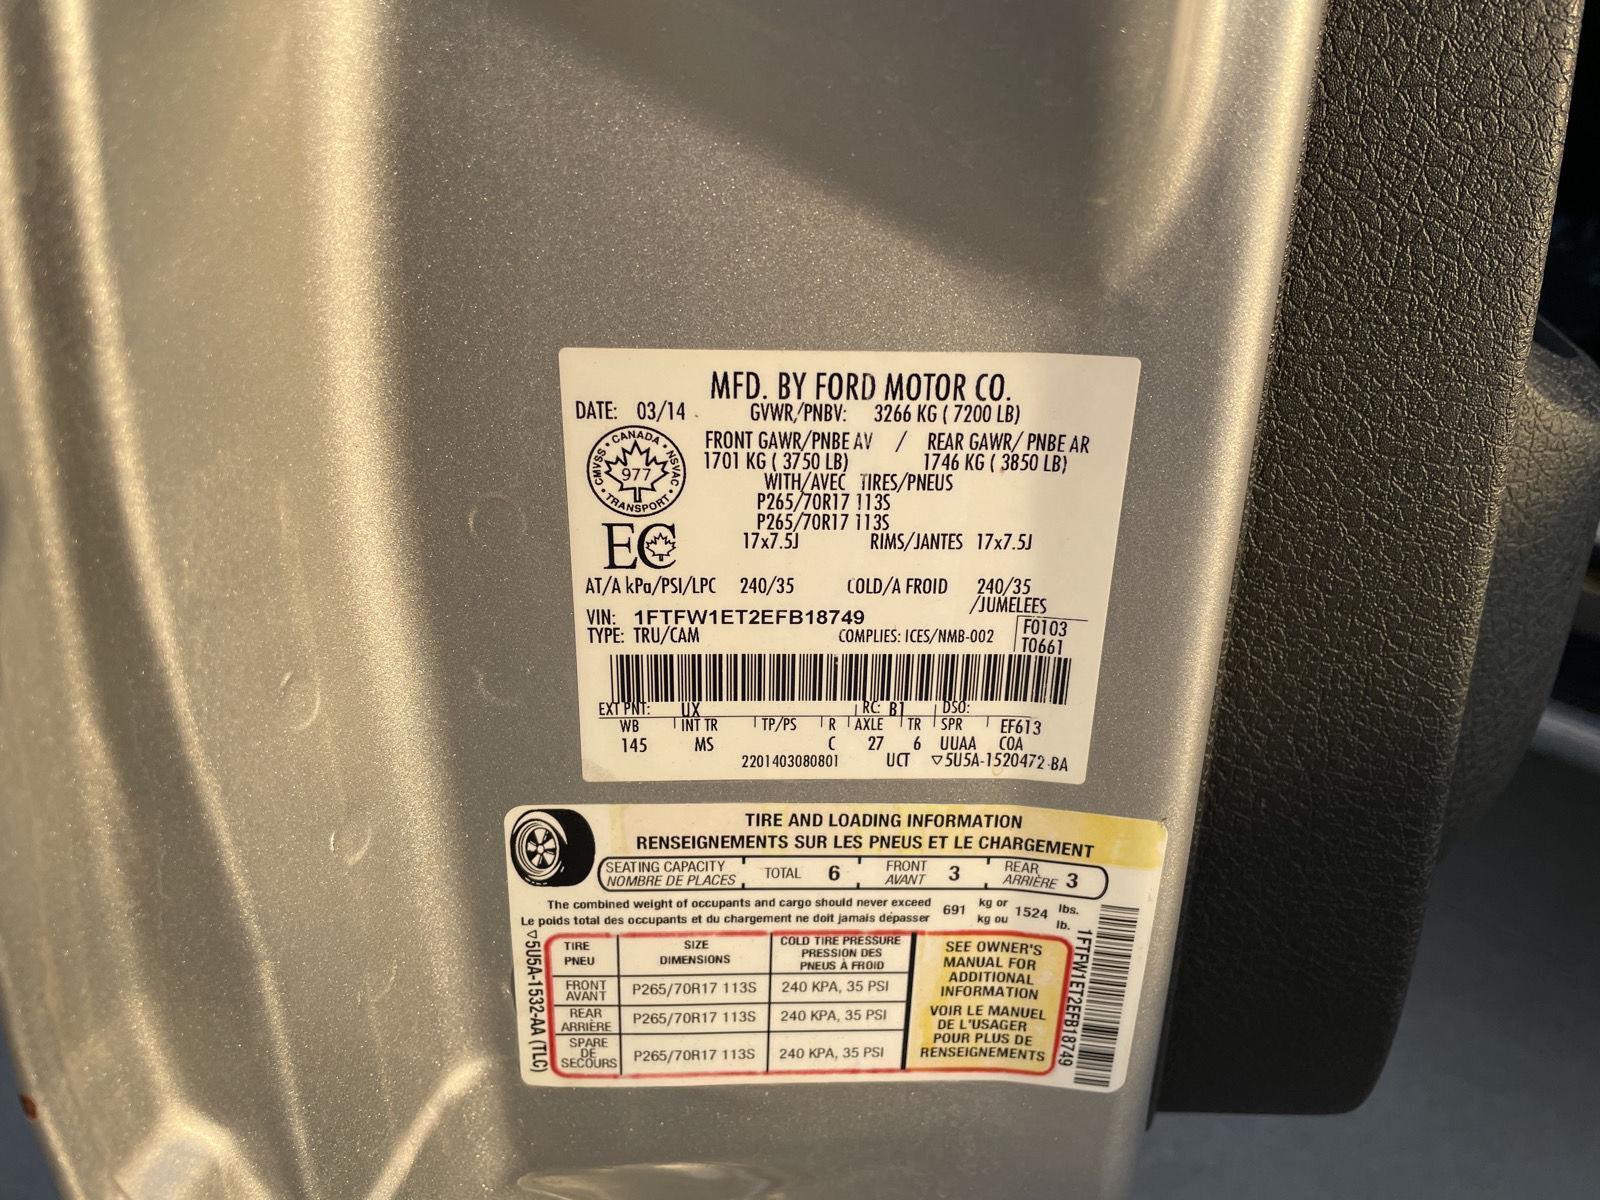 MFD. BY FORD MOTOR CO.
DATE: 03/14 GVWR/PNBV: 3266 KG ( 7200 LB)
FRONT GAWR/PNBE AV / REAR GAWR/ PNBE AR
1701 KG ( 3750 LB) 1746 KG ( 3850 LB)
WITH/AVEC TIRES/PNEUS
P265/70R17 113S
P265/70R17 113S
17x7.5J RIMS/JANTES 17x7.5J
CANADA
CMVSS • NSVAC
977
TRANSPORT
EC
AT/A kPa/PSI/LPC 240/35 COLD/A FROID 240/35
/JUMELEES
VIN: 1FTFW1ET2EFB18749
TYPE: TRU/CAM COMPLIES: ICES/NMB-002
F0103
T0661
EXT PNT: UX RC: B1 DSO:
WB INT TR TP/PS R AXLE TR SPR EF613
145 MS C 27 6 UUAA COA
2201403080801 UCT ▽5U5A-1520472-BA
TIRE AND LOADING INFORMATION
RENSEIGNEMENTS SUR LES PNEUS ET LE CHARGEMENT
SEATING CAPACITY TOTAL 6 FRONT 3 REAR 3
NOMBRE DE PLACES AVANT ARRIÈRE
The combined weight of occupants and cargo should never exceed 691 kg or 1524 lbs.
Le poids total des occupants et du chargement ne doit jamais dépasser kg ou lb.
TIRE SIZE COLD TIRE PRESSURE
PNEU DIMENSIONS PRESSION DES
PNEUS À FROID
FRONT
AVANT P265/70R17 113S 240 KPA, 35 PSI
REAR
ARRIÈRE P265/70R17 113S 240 KPA, 35 PSI
SPARE
DE
SECOURS P265/70R17 113S 240 KPA, 35 PSI
SEE OWNER'S
MANUAL FOR
ADDITIONAL
INFORMATION
VOIR LE MANUEL
DE L'USAGER
POUR PLUS DE
RENSEIGNEMENTS
▽5U5A-1532-AA (TLC)
1FTFW1ET2EFB18749